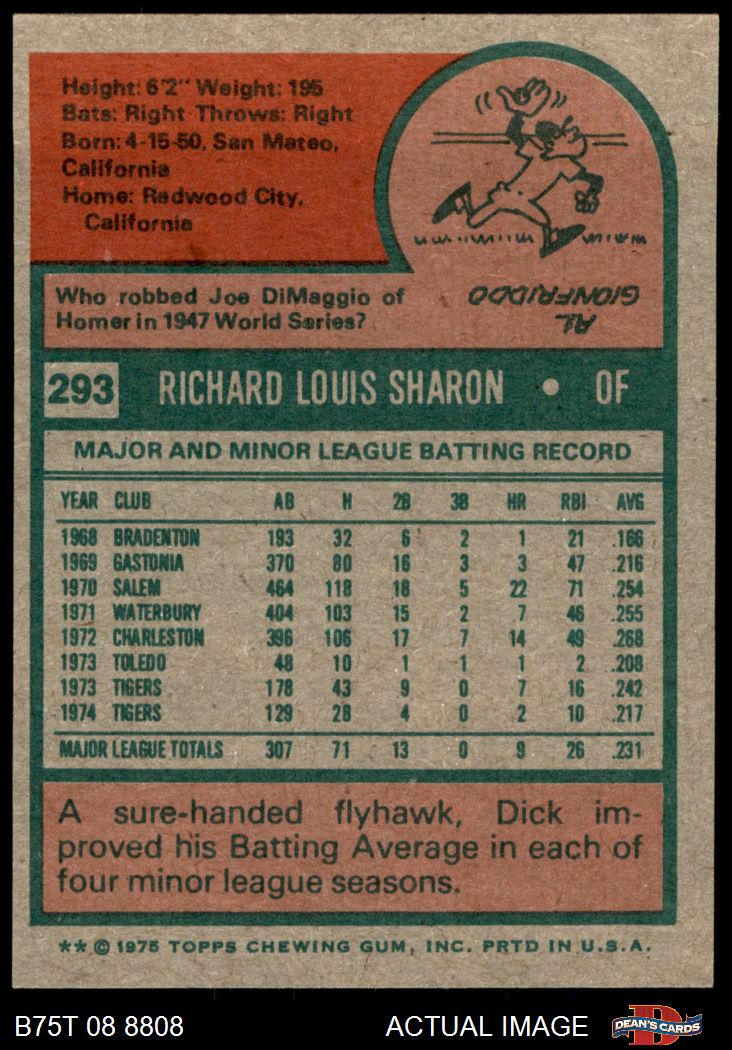 Height: 6'2" Weight: 195
Bats: Right Throws: Right
Born: 4-15-50, San Mateo,
California
Home: Redwood City,
California
Who robbed Joe DiMaggio of
Homer in 1947 World Series?
AL
GIONFRIDDO
293 RICHARD LOUIS SHARON • OF
MAJOR AND MINOR LEAGUE BATTING RECORD
YEAR CLUB AB H 2B 3B HR RBI AVG
1968 BRADENTON 193 32 6 2 1 21 .166
1969 GASTONIA 370 80 16 3 3 47 .216
1970 SALEM 464 118 18 5 22 71 .254
1971 WATERBURY 404 103 15 2 7 46 .255
1972 CHARLESTON 396 106 17 7 14 49 .268
1973 TOLEDO 48 10 1 1 1 2 .208
1973 TIGERS 178 43 9 0 7 16 .242
1974 TIGERS 129 28 4 0 2 10 .217
MAJOR LEAGUE TOTALS 307 71 13 0 9 26 .231
A sure-handed flyhawk, Dick im-
proved his Batting Average in each of
four minor league seasons.
** © 1975 TOPPS CHEWING GUM, INC. PRTD IN U.S.A.
B75T 08 8808 ACTUAL IMAGE
D
DEAN'S CARDS